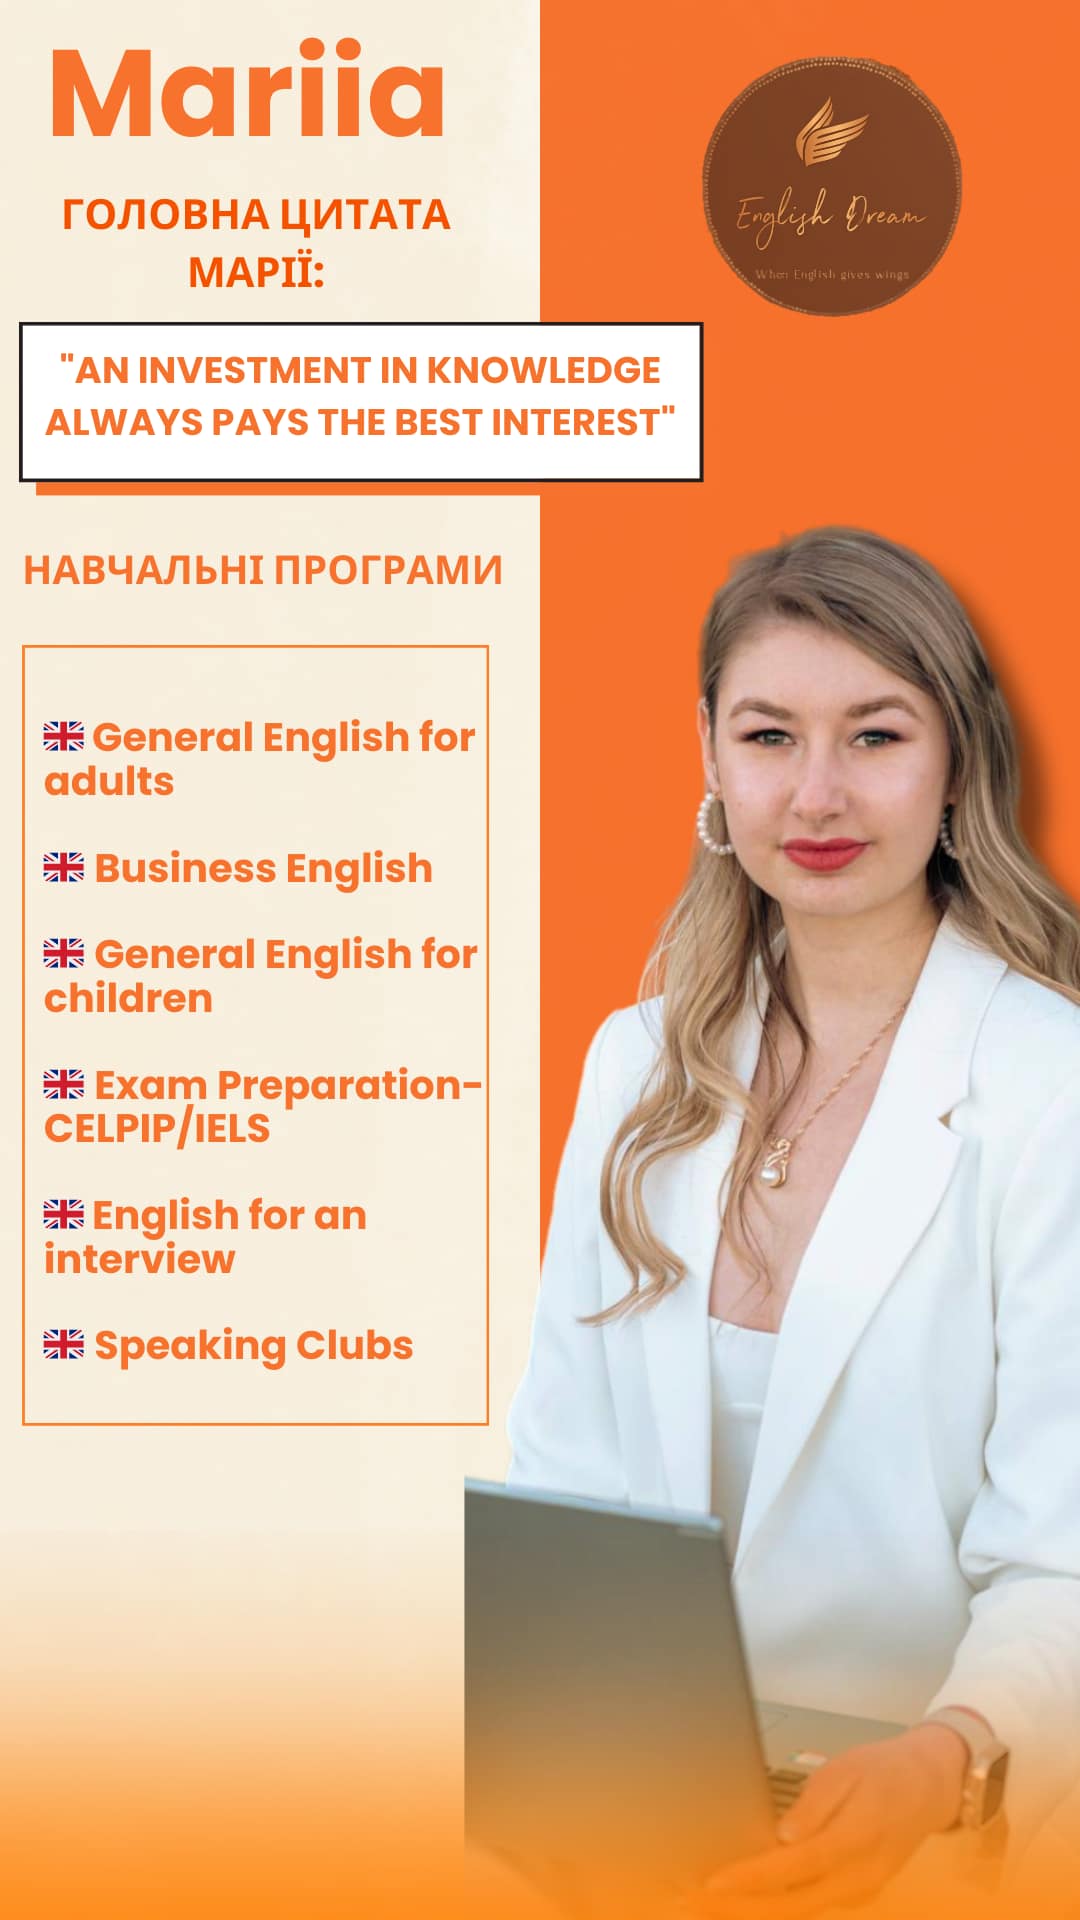 Mariia
ГОЛОВНА ЦИТАТА
МАРІЇ:
English Dream
When English gives wings
"AN INVESTMENT IN KNOWLEDGE
ALWAYS PAYS THE BEST INTEREST"
НАВЧАЛЬНІ ПРОГРАМИ
🇬🇧 General English for
adults
🇬🇧 Business English
🇬🇧 General English for
children
🇬🇧 Exam Preparation-
CELPIP/IELS
🇬🇧 English for an
interview
🇬🇧 Speaking Clubs